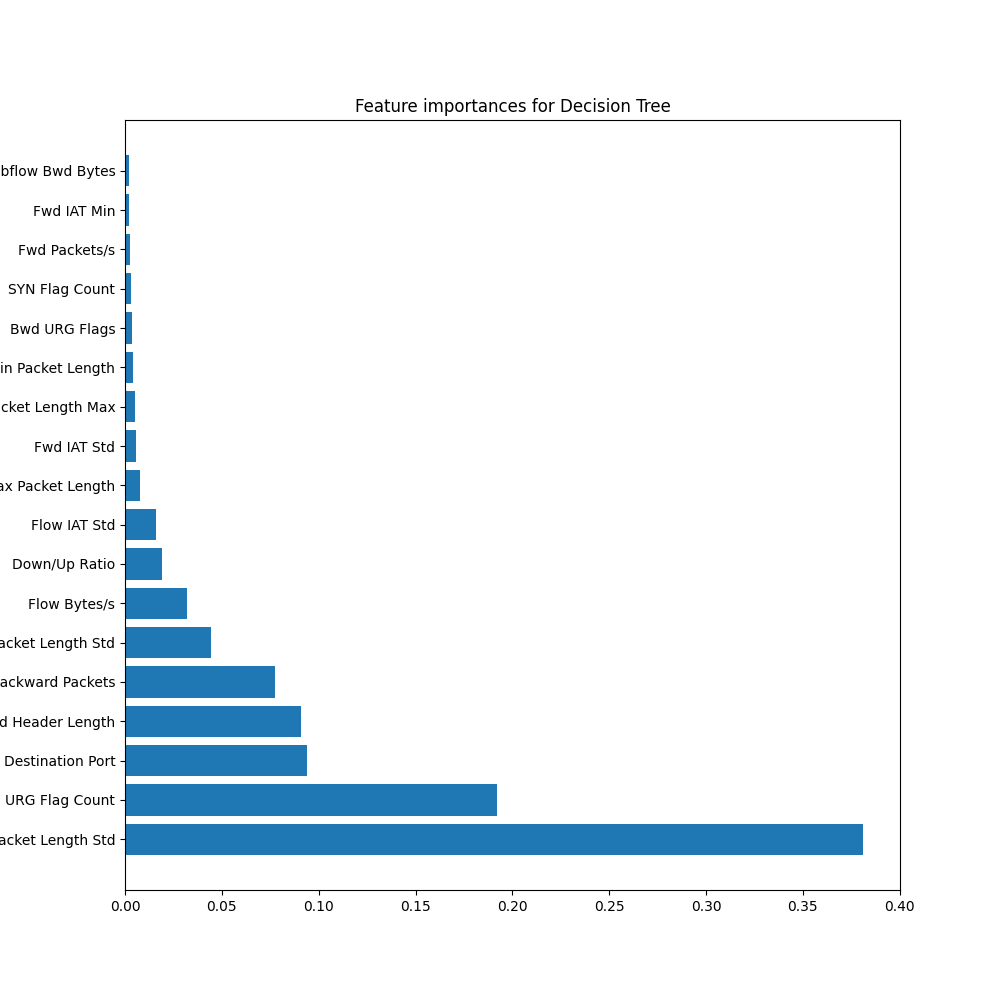 Feature importances for Decision Tree
bflow Bwd Bytes
Fwd IAT Min
Fwd Packets/s
SYN Flag Count
Bwd URG Flags
in Packet Length
cket Length Max
Fwd IAT Std
ax Packet Length
Flow IAT Std
Down/Up Ratio
Flow Bytes/s
acket Length Std
ackward Packets
d Header Length
Destination Port
URG Flag Count
acket Length Std
0.00 0.05 0.10 0.15 0.20 0.25 0.30 0.35 0.40